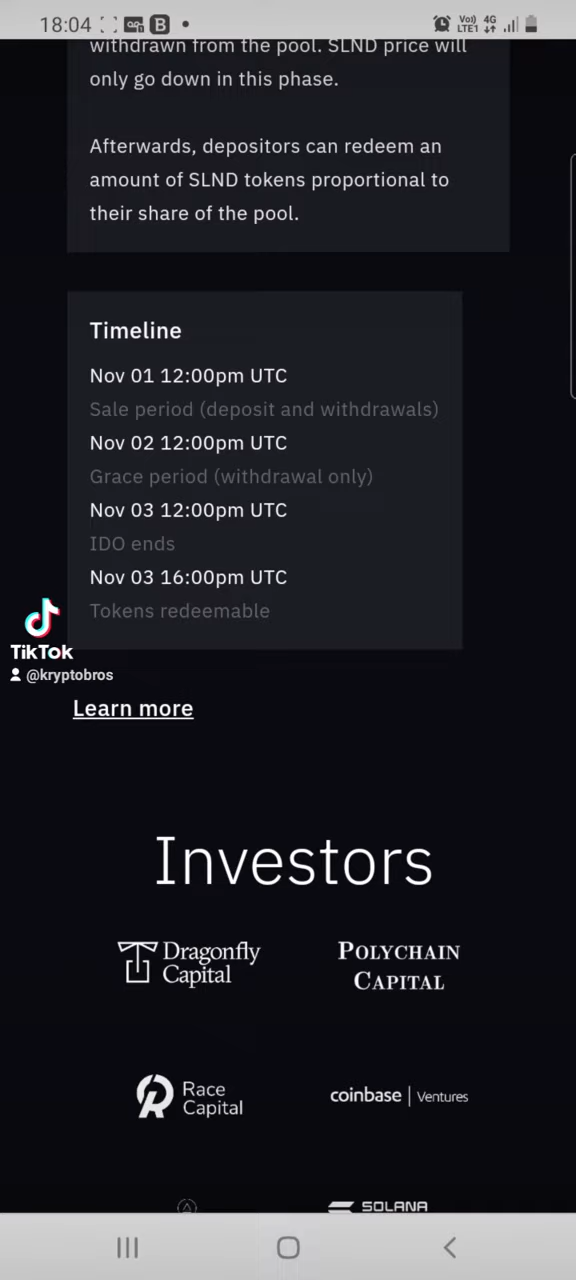 18:04
B
Vo))
LTE1
4G
withdrawn from the pool. SLND price will
only go down in this phase.
Afterwards, depositors can redeem an
amount of SLND tokens proportional to
their share of the pool.
Timeline
Nov 01 12:00pm UTC
Sale period (deposit and withdrawals)
Nov 02 12:00pm UTC
Grace period (withdrawal only)
Nov 03 12:00pm UTC
IDO ends
Nov 03 16:00pm UTC
Tokens redeemable
TikTok
@kryptobros
Learn more
Investors
Dragonfly
Capital
POLYCHAIN
CAPITAL
Race
Capital
coinbase | Ventures
SOLANA